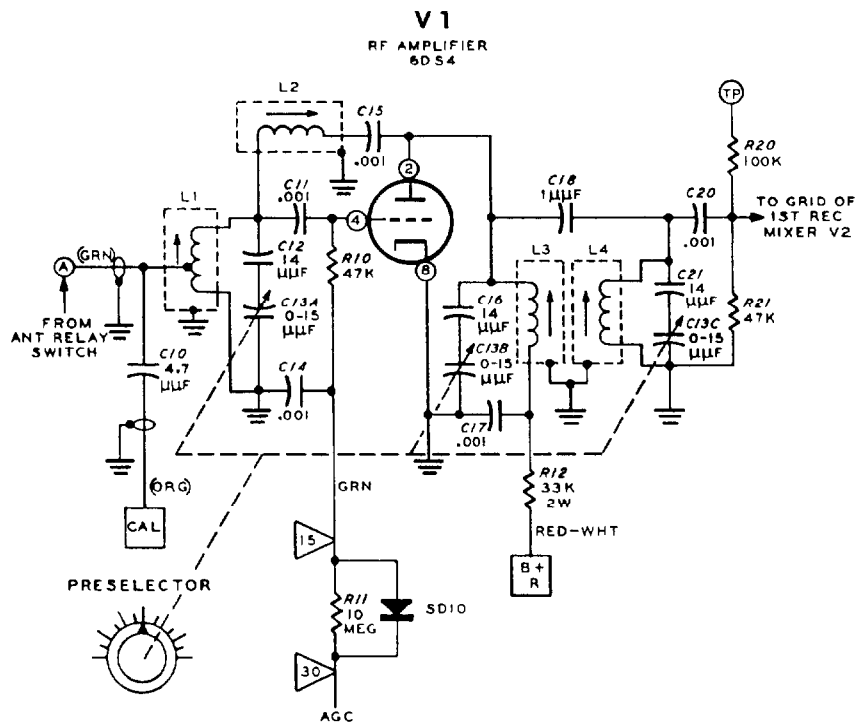 V1
RF AMPLIFIER
6DS4
L2
C15
.001
TP
R20
100K
2
L1
C11
.001
4
C18
1μμF
C20
.001
TO GRID OF
1ST REC
MIXER V2
A
(GRN)
FROM
ANT RELAY
SWITCH
C12
14
μμF
R10
47K
8
L3
L4
C21
14
μμF
R21
47K
C13A
0-15
μμF
C16
14
μμF
C13B
0-15
μμF
C13C
0-15
μμF
C10
4.7
μμF
C14
.001
C17
.001
(ORG)
CAL
GRN
R12
33K
2W
RED-WHT
B+
R
15
PRESELECTOR
R11
10
MEG
SD10
30
AGC